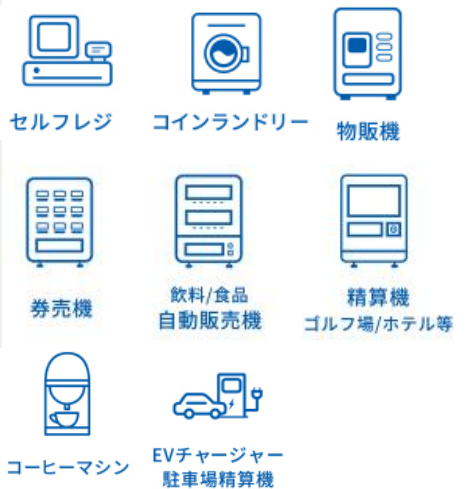 セルフレジ
コインランドリー
物販機
券売機
飲料/食品
自動販売機
精算機
ゴルフ場/ホテル等
コーヒーマシン
EVチャージャー
駐車場精算機